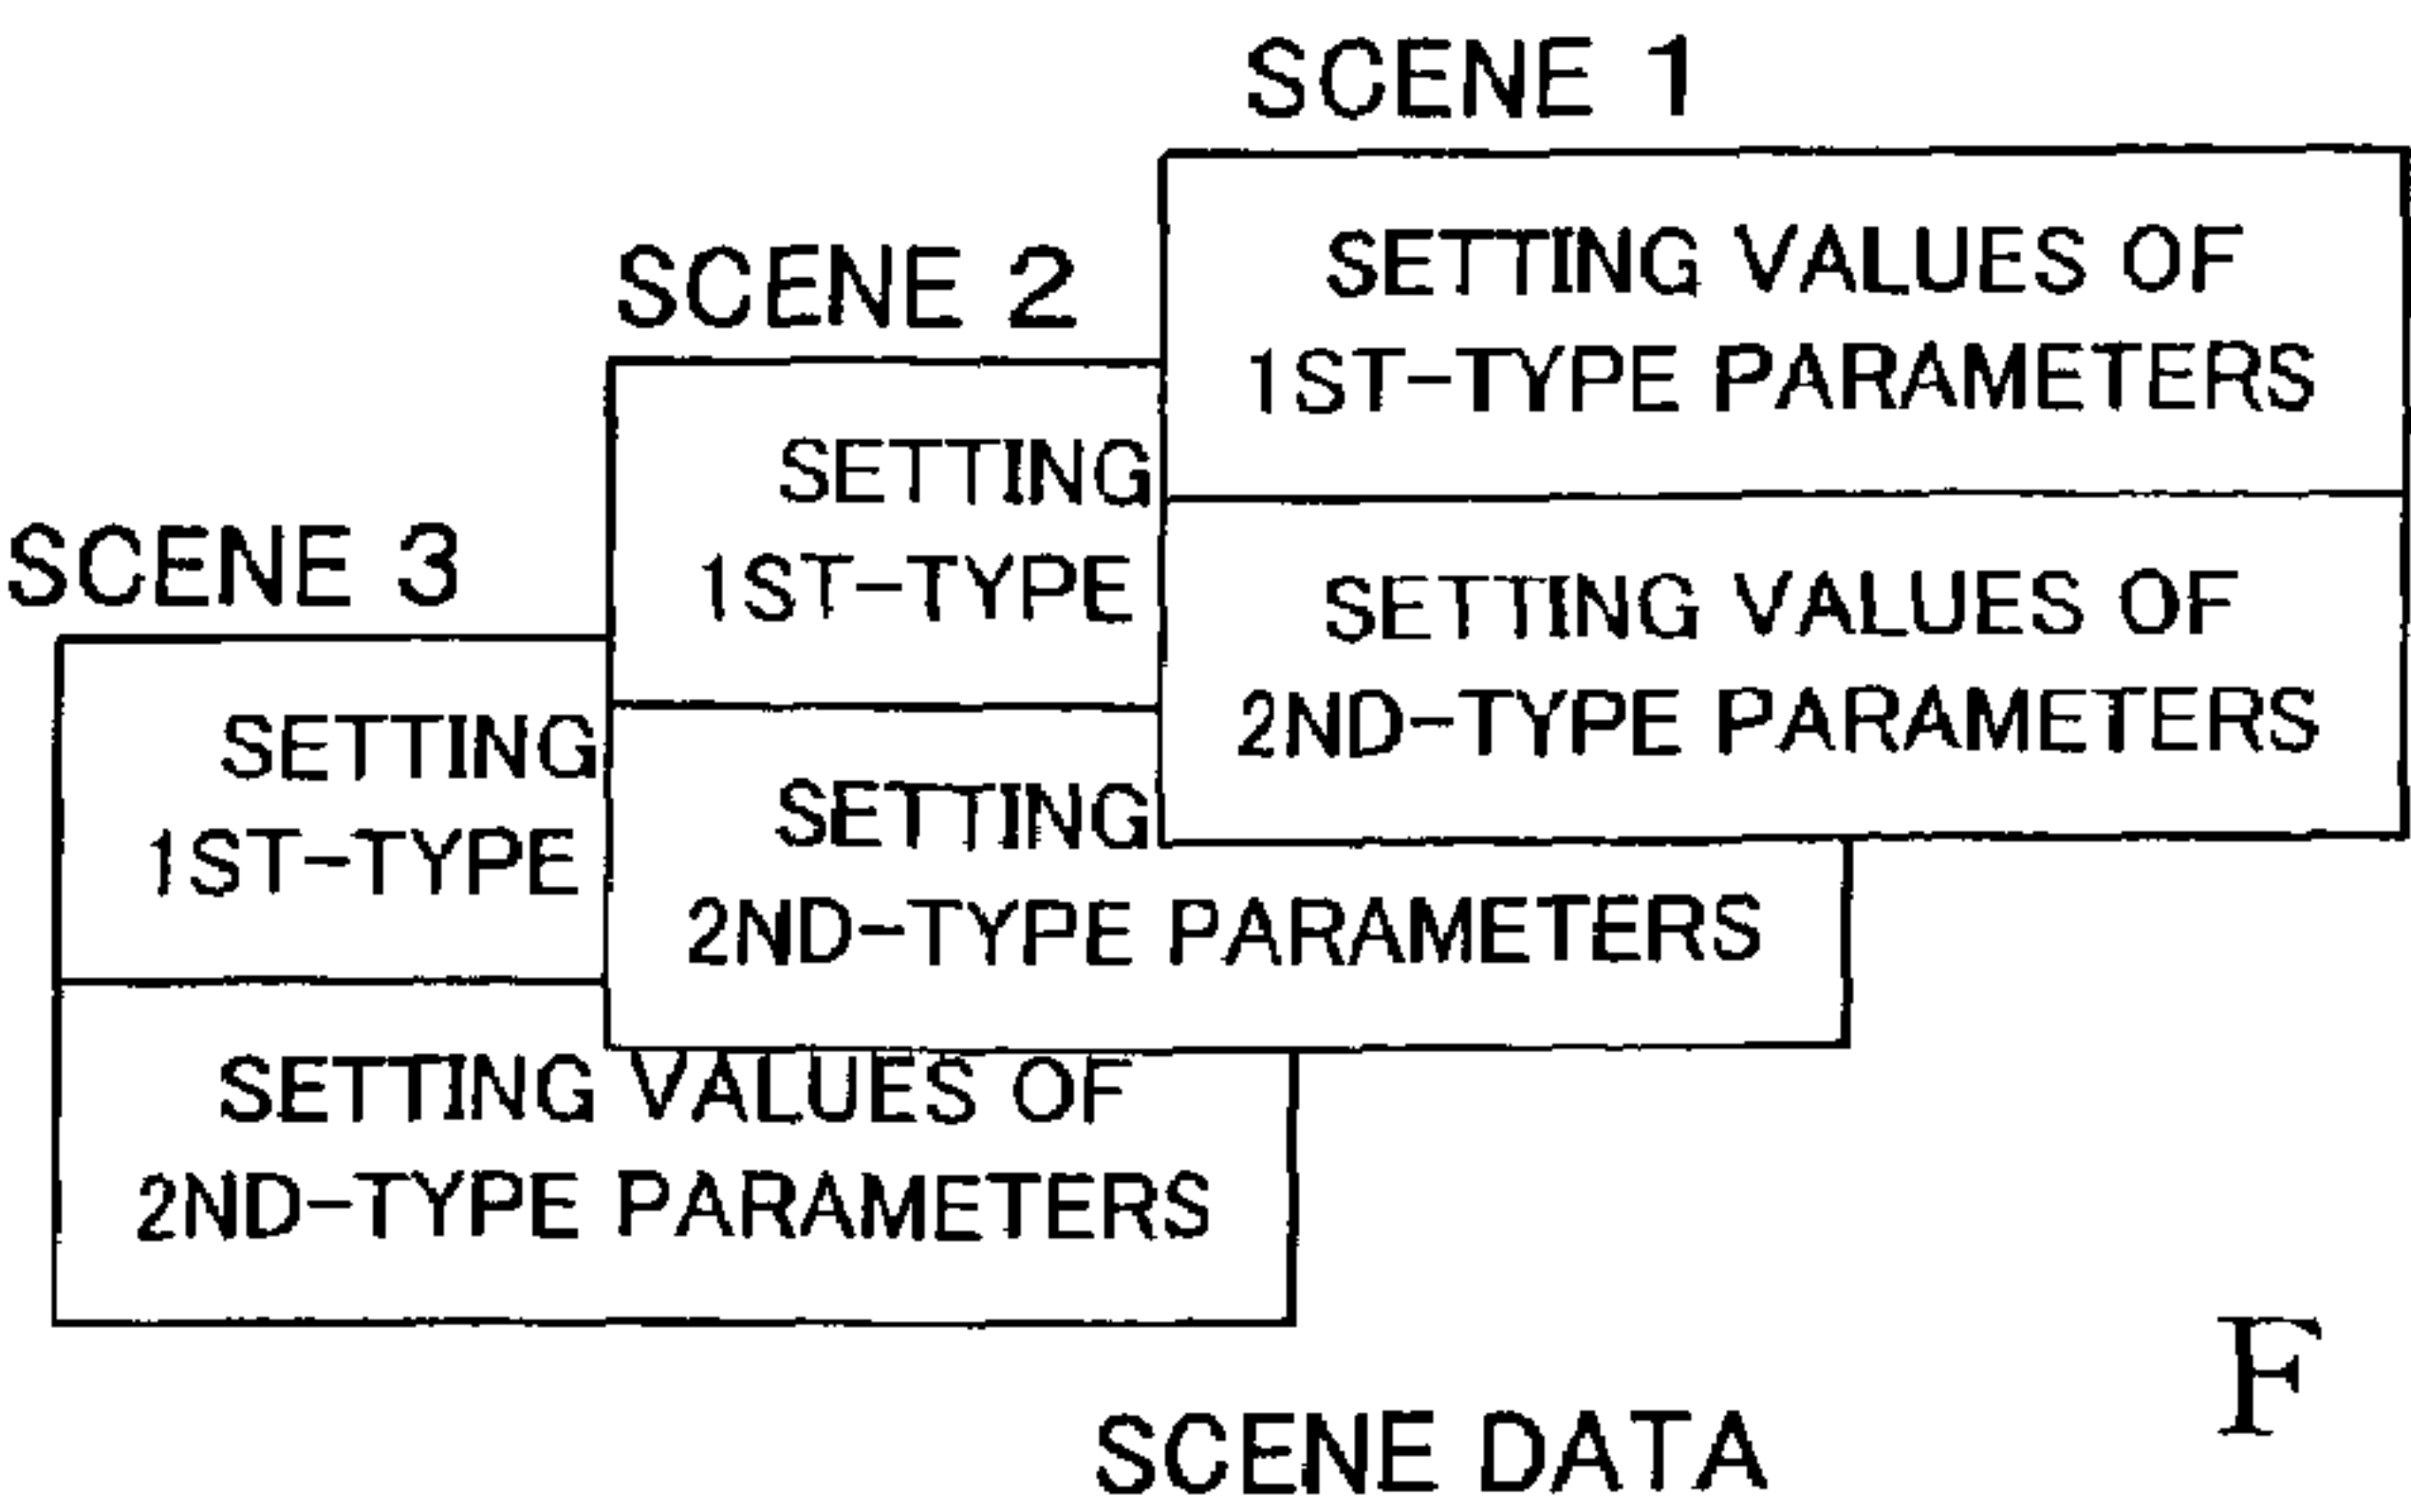 SCENE 1
SETTING VALUES OF
1ST-TYPE PARAMETERS
SETTING VALUES OF
2ND-TYPE PARAMETERS
SCENE 2
SETTING
1ST-TYPE
SETTING
2ND-TYPE PARAMETERS
SCENE 3
SETTING
1ST-TYPE
SETTING VALUES OF
2ND-TYPE PARAMETERS
SCENE DATA
F